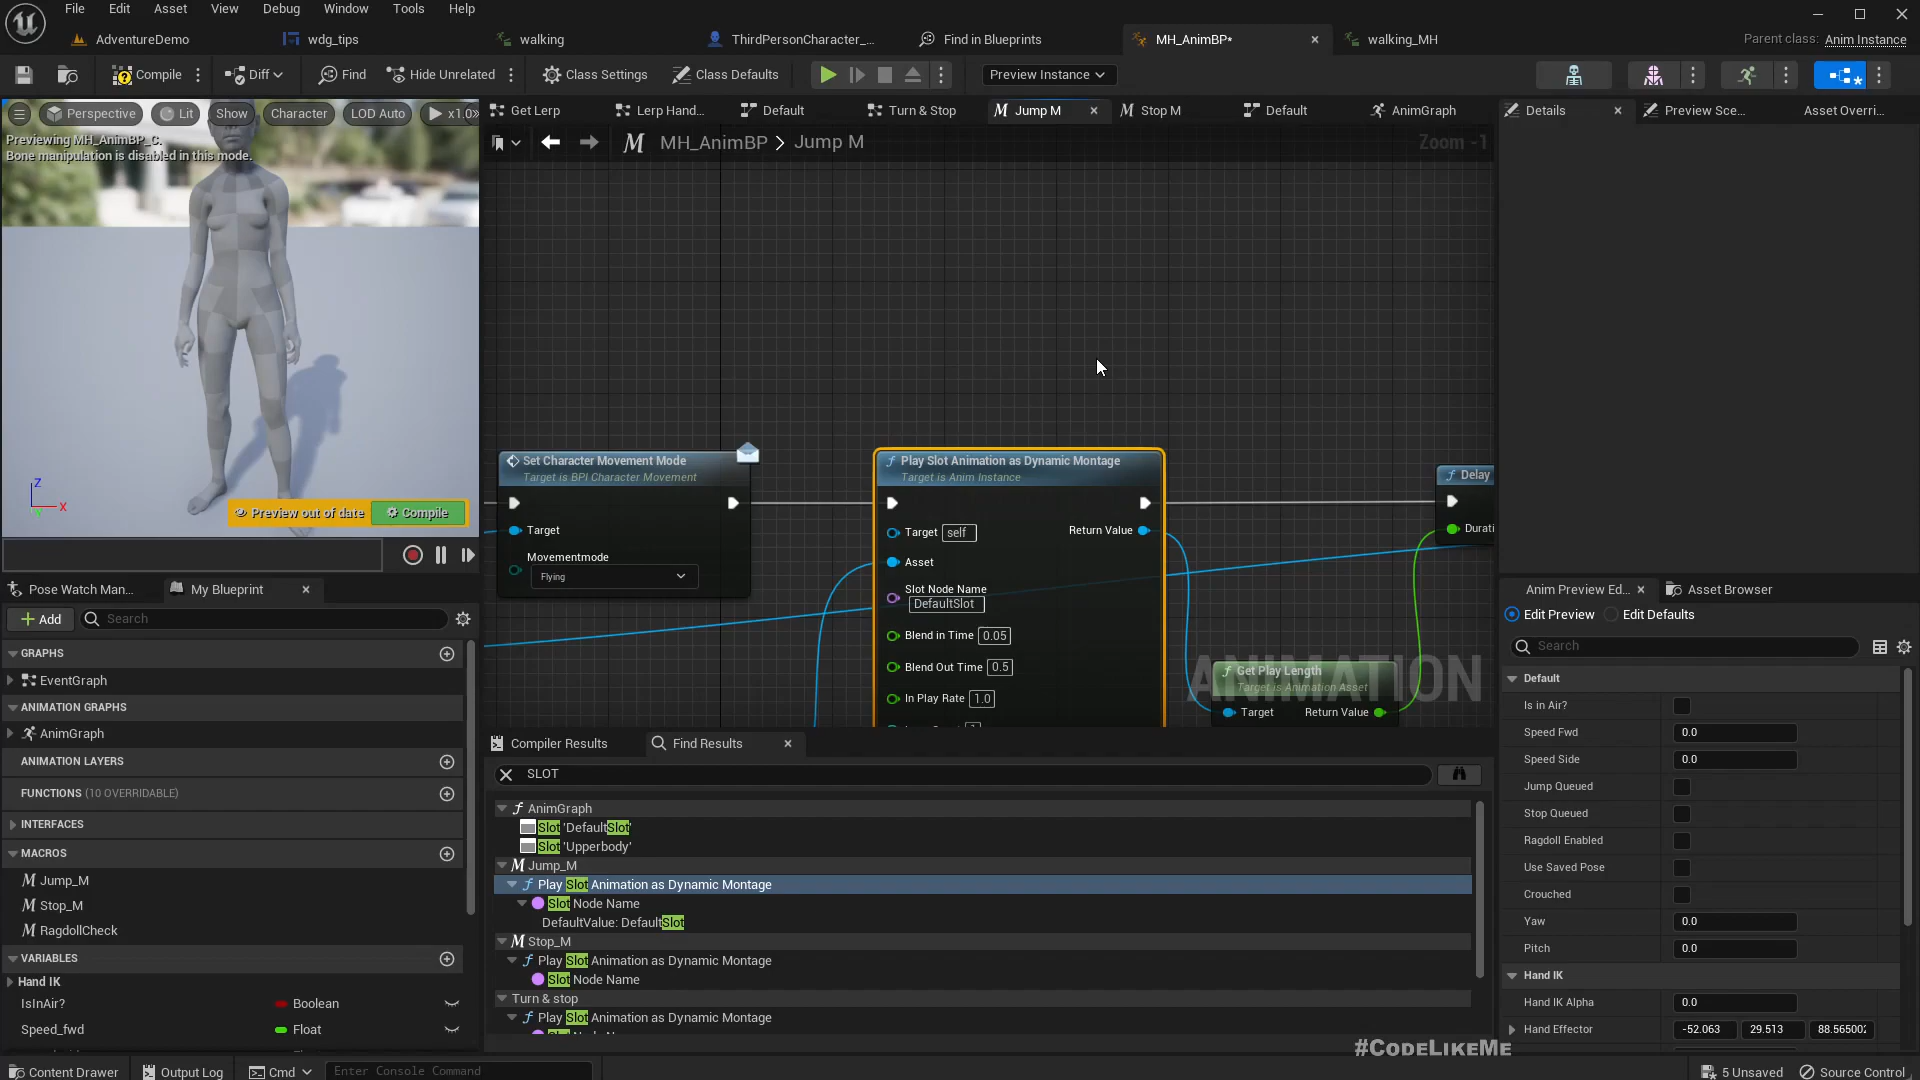 File Edit Asset View Debug Window Tools Help
AdventureDemo wdg_tips walking ThirdPersonCharacter_... Find in Blueprints MH_AnimBP* walking_MH Parent class: Anim Instance
Compile Diff Find Hide Unrelated Class Settings Class Defaults Preview Instance
Perspective Lit Show Character LOD Auto x1.0
Previewing MH_AnimBP_C.
Bone manipulation is disabled in this mode.
Z
X
Preview out of date Compile
Get Lerp Lerp Hand... Default Turn & Stop Jump M Stop M Default AnimGraph
MH_AnimBP > Jump M Zoom -1
Set Character Movement Mode
Target is BPI Character Movement
Target
Movementmode
Flying
Play Slot Animation as Dynamic Montage
Target is Anim Instance
Target self Return Value
Asset
Slot Node Name
DefaultSlot
Blend in Time 0.05
Blend Out Time 0.5
In Play Rate 1.0
Delay
Durati
Get Play Length
Target is Animation Asset
Target Return Value
ANIMATION
Pose Watch Man... My Blueprint
Add Search
GRAPHS
EventGraph
ANIMATION GRAPHS
AnimGraph
ANIMATION LAYERS
FUNCTIONS (10 OVERRIDABLE)
INTERFACES
MACROS
Jump_M
Stop_M
RagdollCheck
VARIABLES
Hand IK
IsInAir? Boolean
Speed_fwd Float
Compiler Results Find Results
SLOT
AnimGraph
Slot 'DefaultSlot'
Slot 'Upperbody'
Jump_M
Play Slot Animation as Dynamic Montage
Slot Node Name
DefaultValue: DefaultSlot
Stop_M
Play Slot Animation as Dynamic Montage
Slot Node Name
Turn & stop
Play Slot Animation as Dynamic Montage
Details Preview Sce... Asset Overri...
Anim Preview Ed... Asset Browser
Edit Preview Edit Defaults
Search
Default
Is in Air?
Speed Fwd 0.0
Speed Side 0.0
Jump Queued
Stop Queued
Ragdoll Enabled
Use Saved Pose
Crouched
Yaw 0.0
Pitch 0.0
Hand IK
Hand IK Alpha 0.0
Hand Effector -52.063 29.513 88.565002
#CodeLikeMe
Content Drawer Output Log Cmd Enter Console Command 5 Unsaved Source Control